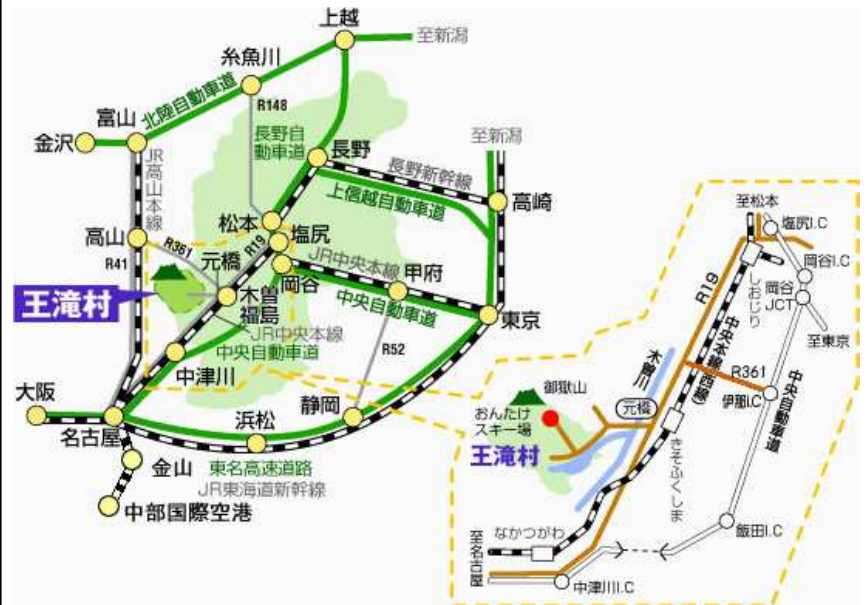 上越
至新潟
糸魚川
北陸自動車道
R148
富山
金沢
長野自
動車道
長野
至新潟
JR高山本線
長野新幹線
上信越自動車道
高崎
松本
塩尻
高山
R361
R19
元橋
R41
岡谷
JR中央本線
甲府
王滝村
木曽
福島
中央自動車道
東京
JR中央本線
中央自動車道
R52
中津川
大阪
名古屋
浜松
静岡
金山
東名高速道路
JR東海道新幹線
中部国際空港
至松本
塩尻I.C
岡谷I.C
しおじり
岡谷
JCT
R19
至東京
中央本線(西線)
木曽川
R361
伊那I.C
中央自動車道
御嶽山
元橋
おんたけ
スキー場
王滝村
きそふくしま
なかつがわ
飯田I.C
至名古屋
中津川I.C